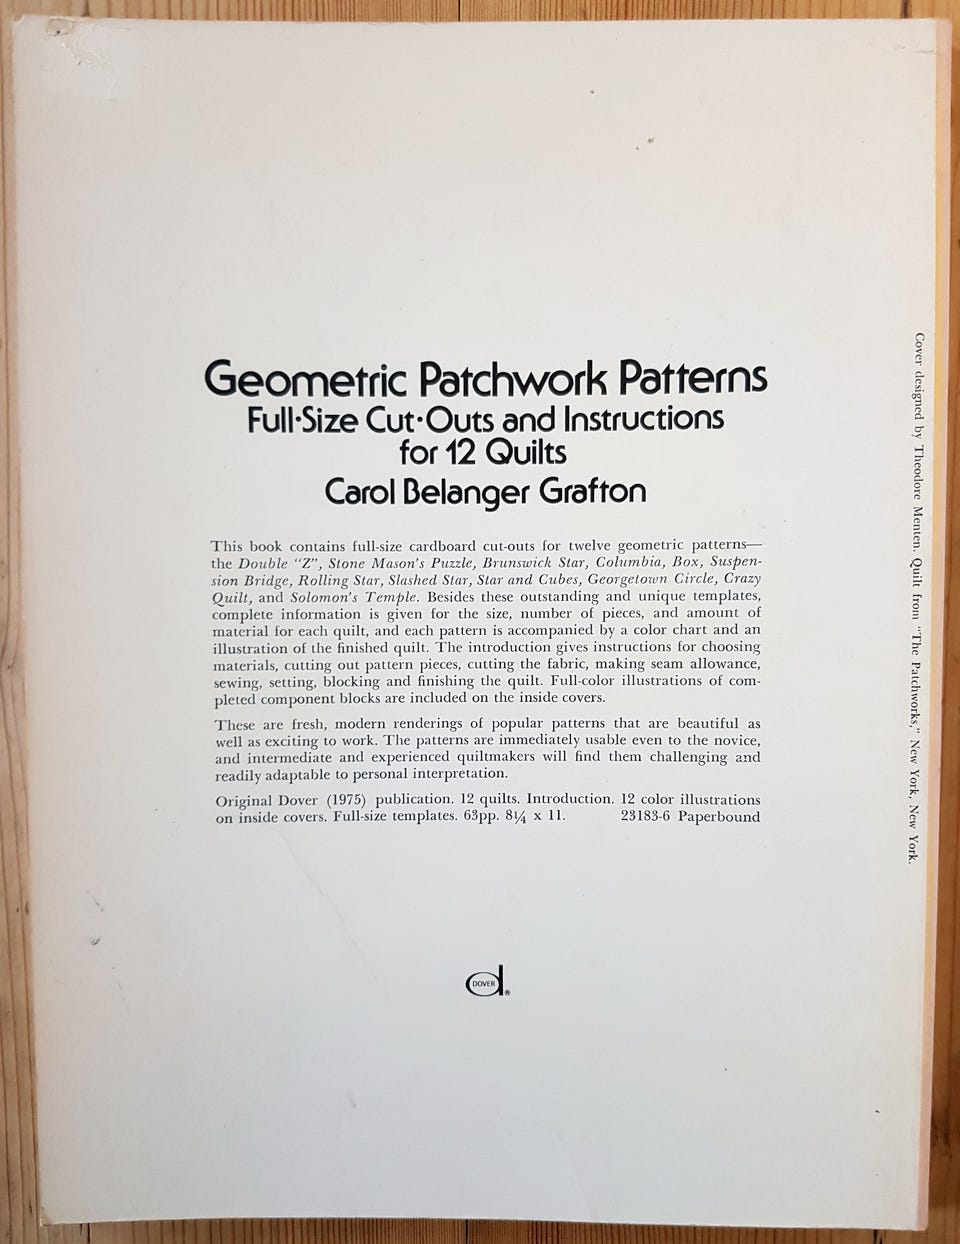 Geometric Patchwork Patterns
Full·Size Cut·Outs and Instructions
for 12 Quilts
Carol Belanger Grafton
This book contains full-size cardboard cut-outs for twelve geometric patterns—
the Double "Z", Stone Mason's Puzzle, Brunswick Star, Columbia, Box, Suspen-
sion Bridge, Rolling Star, Slashed Star, Star and Cubes, Georgetown Circle, Crazy
Quilt, and Solomon's Temple. Besides these outstanding and unique templates,
complete information is given for the size, number of pieces, and amount of
material for each quilt, and each pattern is accompanied by a color chart and an
illustration of the finished quilt. The introduction gives instructions for choosing
materials, cutting out pattern pieces, cutting the fabric, making seam allowance,
sewing, setting, blocking and finishing the quilt. Full-color illustrations of com-
pleted component blocks are included on the inside covers.
These are fresh, modern renderings of popular patterns that are beautiful as
well as exciting to work. The patterns are immediately usable even to the novice,
and intermediate and experienced quiltmakers will find them challenging and
readily adaptable to personal interpretation.
Original Dover (1975) publication. 12 quilts. Introduction. 12 color illustrations
on inside covers. Full-size templates. 63pp. 8¼ x 11. 23183-6 Paperbound
DOVER ®
Cover designed by Theodore Menten. Quilt from "The Patchworks," New York, New York.